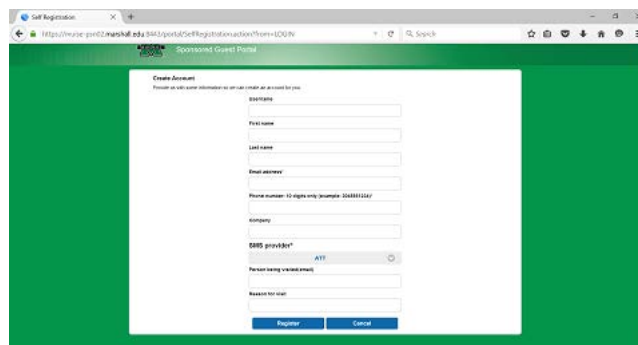 Self Registration
https://muise-psn02.marshall.edu:8443/portal/SelfRegistration.action?from=LOGIN
Search
Sponsored Guest Portal
Create Account
Provide us with some information so we can create an account for you.
Username
First name
Last name
Email address*
Phone number- 10 digits only (example:
Company
SMS provider*
ATT
Person being visited(email)
Reason for visit
Register
Cancel